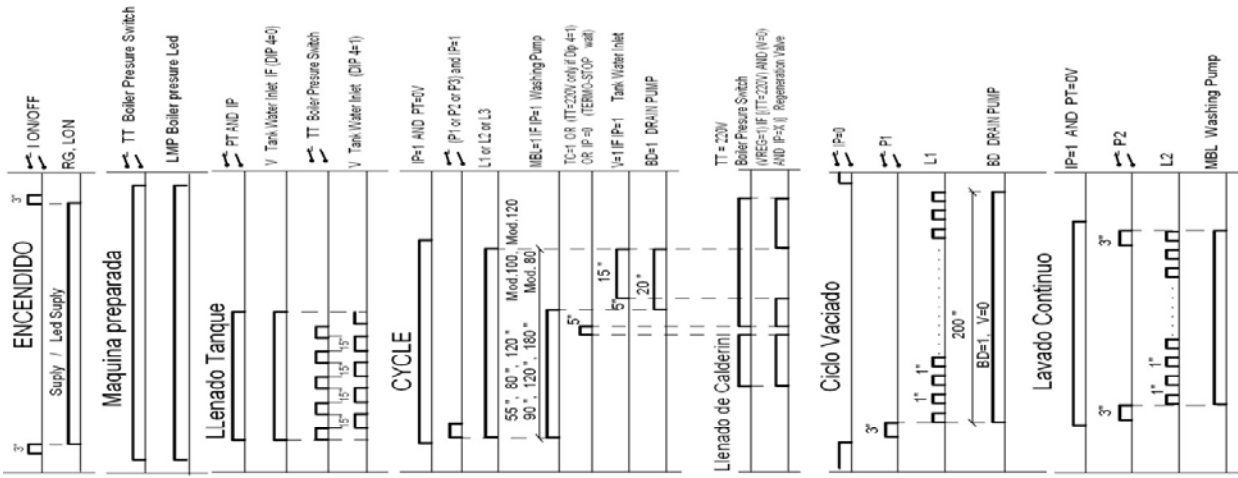 ENCENDIDO
3"
3"
I ON/OFF
Suply / Led Suply
RG, LON
Maquina preparada
TT Boiler Presure Switch
LMP Boiler presure Led
Llenado Tanque
PT AND IP
V Tank Water Inlet IF (DIP 4=0)
TT Boiler Presure Switch
15" 15" 15" 15"
V Tank Water Inlet (DIP 4=1)
CYCLE
IP=1 AND PT=0V
(P1 or P2 or P3) and IP=1
L1 or L2 or L3
55", 80", 120" Mod.100, Mod.120
90", 120", 180" Mod. 80
MBL=1 IF IP=1 Washing Pump
5"
TC=1 OR (TT=220V only if Dip 4=1)
OR IP=0 (TERMO-STOP wait)
5"
15"
V=1 IF IP=1 Tank Water Inlet
20"
BD=1 DRAIN PUMP
Llenado de Calderini
TT = 220V
Boiler Presure Switch
(VREG=1) IF [(TT=220V) AND (V=0)
AND IP=X )] Regeneration Valve
Ciclo Vaciado
IP=0
3"
P1
1" 1"
L1
200"
BD=1, V=0
BD DRAIN PUMP
Lavado Continuo
IP=1 AND PT=0V
3"
3"
P2
1" 1"
L2
MBL Washing Pump